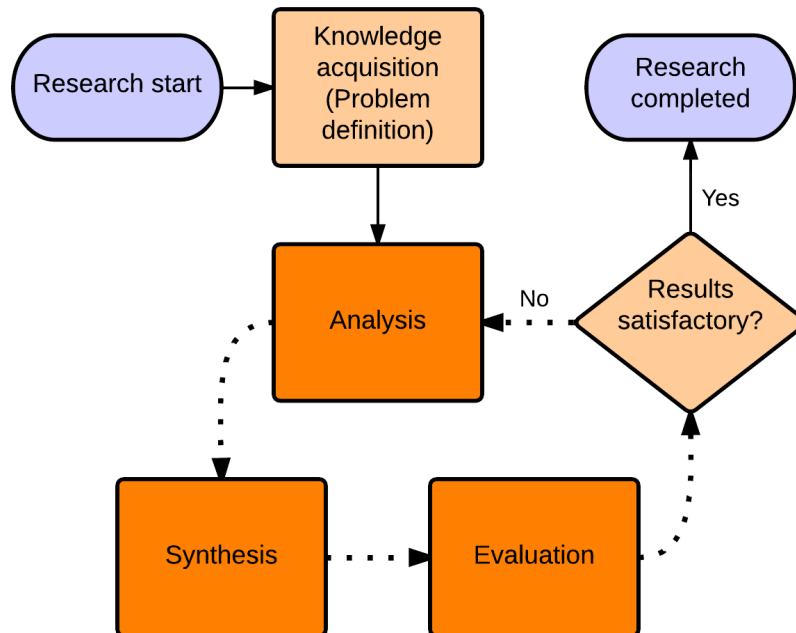 Research start
Knowledge
acquisition
(Problem
definition)
Research
completed
Yes
Analysis
No
Results
satisfactory?
Synthesis
Evaluation